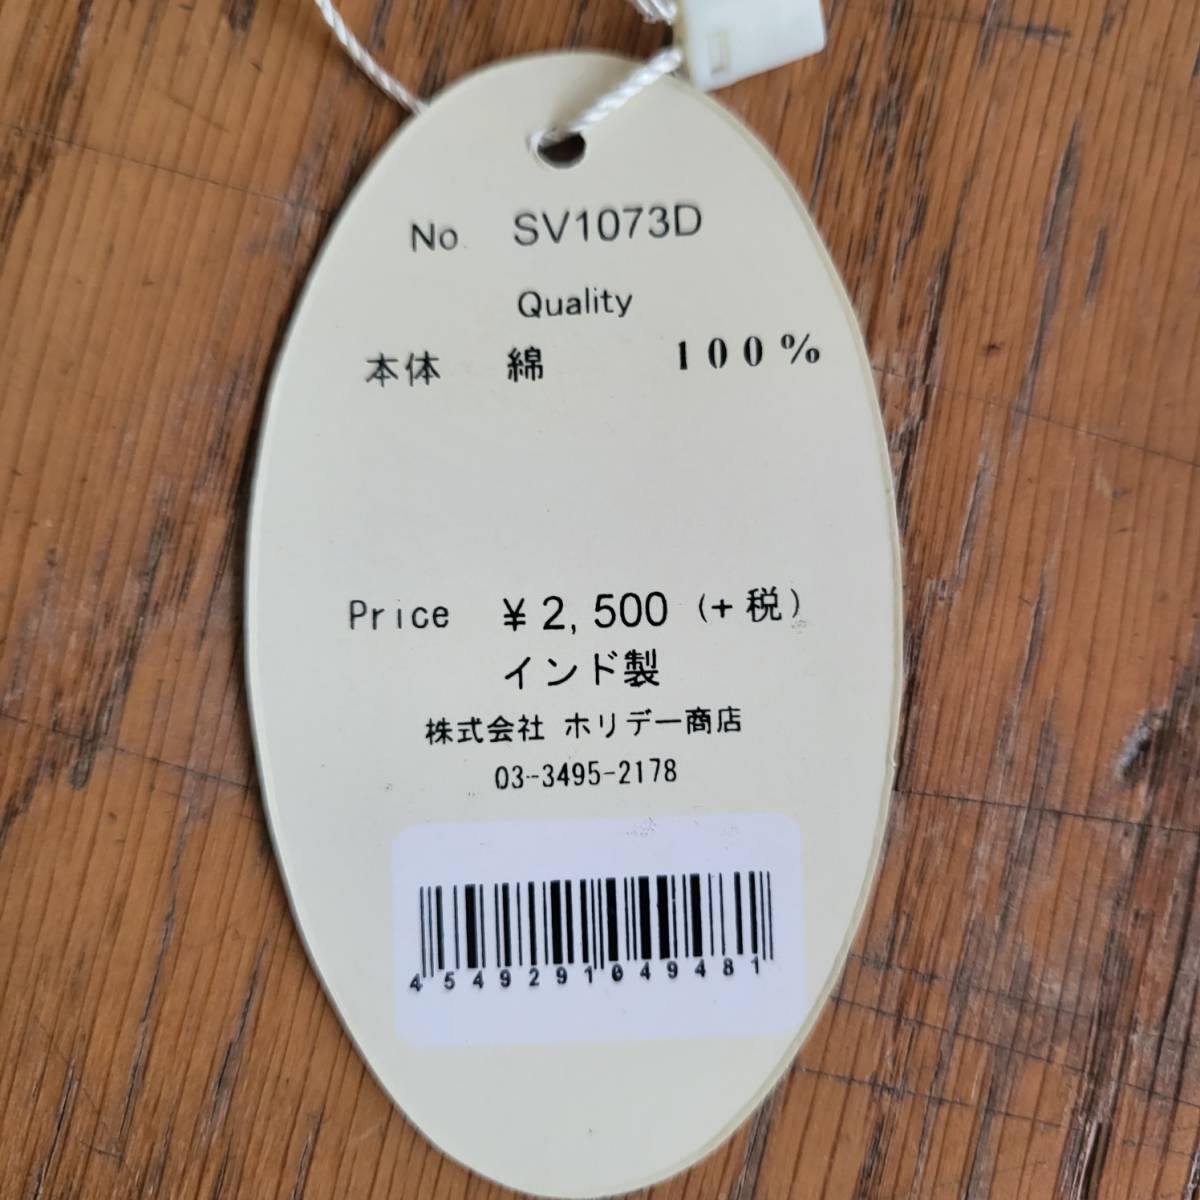 No. SV1073D
Quality
本体 綿 100%
Price ¥2,500 (+税)
インド製
株式会社 ホリデー商店
03-3495-2178
4549291049481